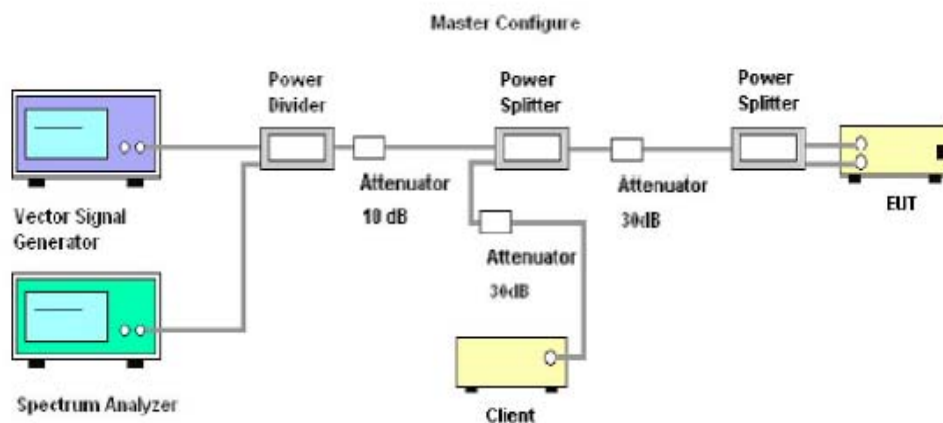 Master Configure
Power
Divider
Power
Splitter
Power
Splitter
Attenuator
10 dB
Attenuator
30dB
EUT
Vector Signal
Generator
Attenuator
30dB
Spectrum Analyzer
Client